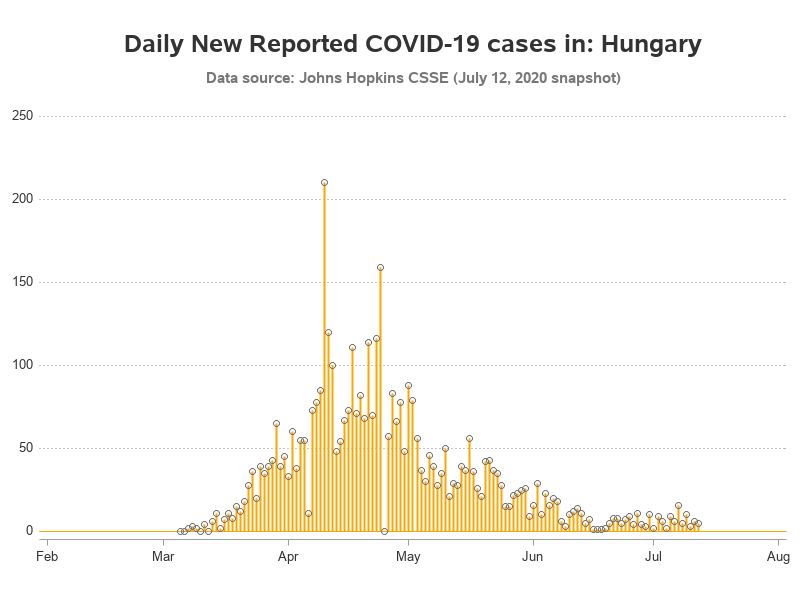 Daily New Reported COVID-19 cases in: Hungary
Data source: Johns Hopkins CSSE (July 12, 2020 snapshot)
250
200
150
100
50
0
Feb Mar Apr May Jun Jul Aug